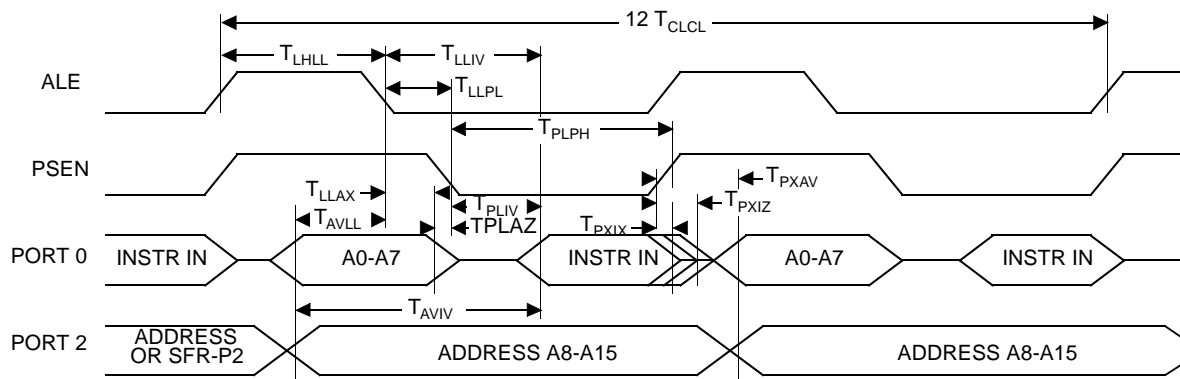 12 TCLCL
TLHLL TLLIV
ALE TLLPL
TPLPH
PSEN
TLLAX TPXAV
TAVLL TPLIV TPXIZ
TPLAZ TPXIX
PORT 0 INSTR IN A0-A7 INSTR IN A0-A7 INSTR IN
TAVIV
PORT 2 ADDRESS OR SFR-P2 ADDRESS A8-A15 ADDRESS A8-A15